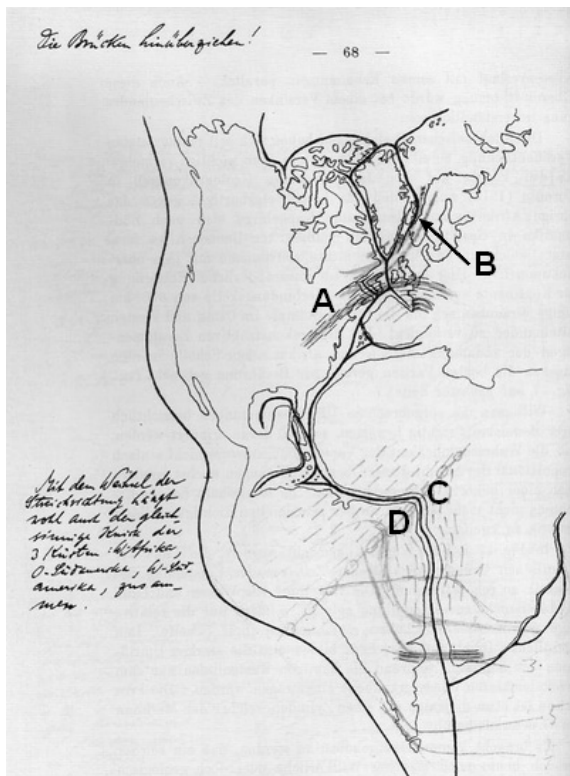 Die Brücken hinüberziehen!
— 68 —
B
A
C
D
Mit dem Wechsel der
Streichrichtung hängt
wohl auch der gleich-
sinnige Knick der
3 Küsten: W-Afrika,
O-Südamerika, W-Süd-
amerika, zusam-
men